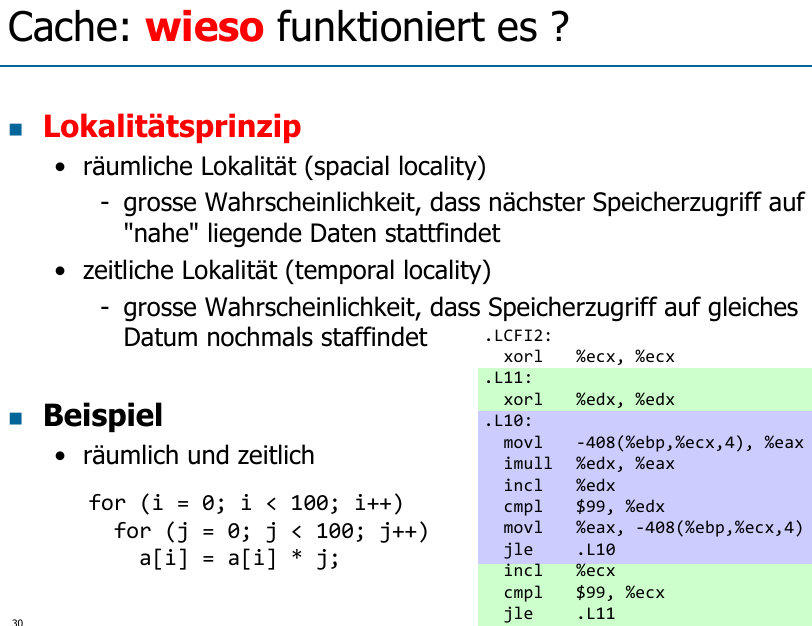 Cache: wieso funktioniert es ?
Lokalitätsprinzip
• räumliche Lokalität (spacial locality)
- grosse Wahrscheinlichkeit, dass nächster Speicherzugriff auf
"nahe" liegende Daten stattfindet
• zeitliche Lokalität (temporal locality)
- grosse Wahrscheinlichkeit, dass Speicherzugriff auf gleiches
Datum nochmals staffindet
Beispiel
• räumlich und zeitlich
for (i = 0; i < 100; i++)
for (j = 0; j < 100; j++)
a[i] = a[i] * j;
.LCFI2:
xorl %ecx, %ecx
.L11:
xorl %edx, %edx
.L10:
movl -408(%ebp,%ecx,4), %eax
imull %edx, %eax
incl %edx
cmpl $99, %edx
movl %eax, -408(%ebp,%ecx,4)
jle .L10
incl %ecx
cmpl $99, %ecx
jle .L11
30